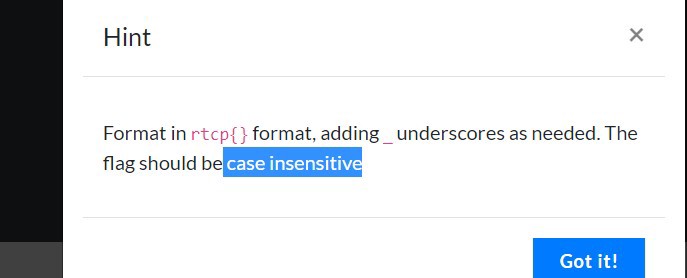 Hint ×
Format in rtcp{} format, adding _ underscores as needed. The
flag should be case insensitive
Got it!